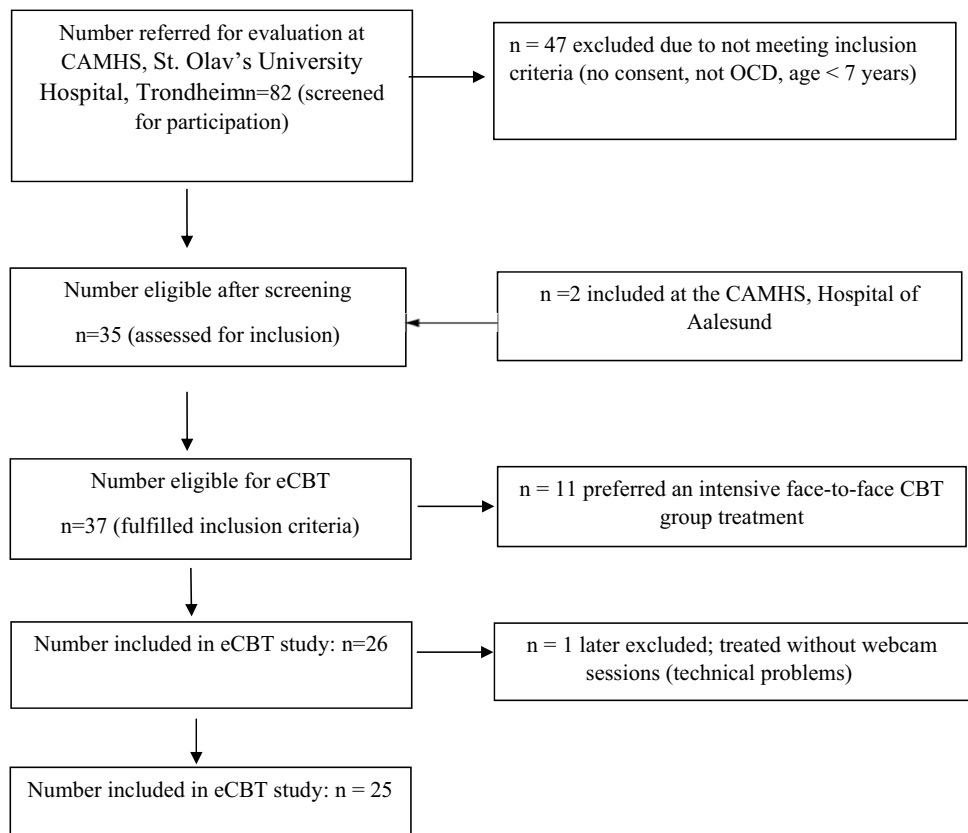 Number referred for evaluation at
CAMHS, St. Olav’s University
Hospital, Trondheimn=82 (screened
for participation)
n = 47 excluded due to not meeting inclusion
criteria (no consent, not OCD, age < 7 years)
Number eligible after screening
n=35 (assessed for inclusion)
n =2 included at the CAMHS, Hospital of
Aalesund
Number eligible for eCBT
n=37 (fulfilled inclusion criteria)
n = 11 preferred an intensive face-to-face CBT
group treatment
Number included in eCBT study: n=26
n = 1 later excluded; treated without webcam
sessions (technical problems)
Number included in eCBT study: n = 25